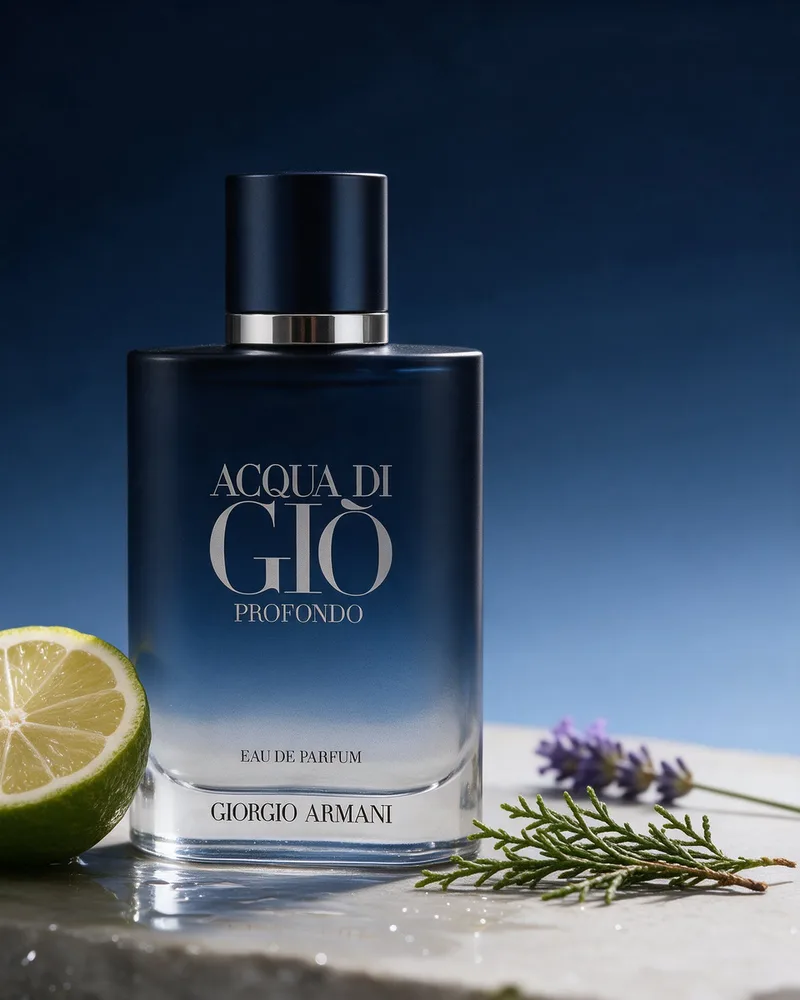 ACQUA DI
GIÒ
PROFONDO
EAU DE PARFUM
GIORGIO ARMANI